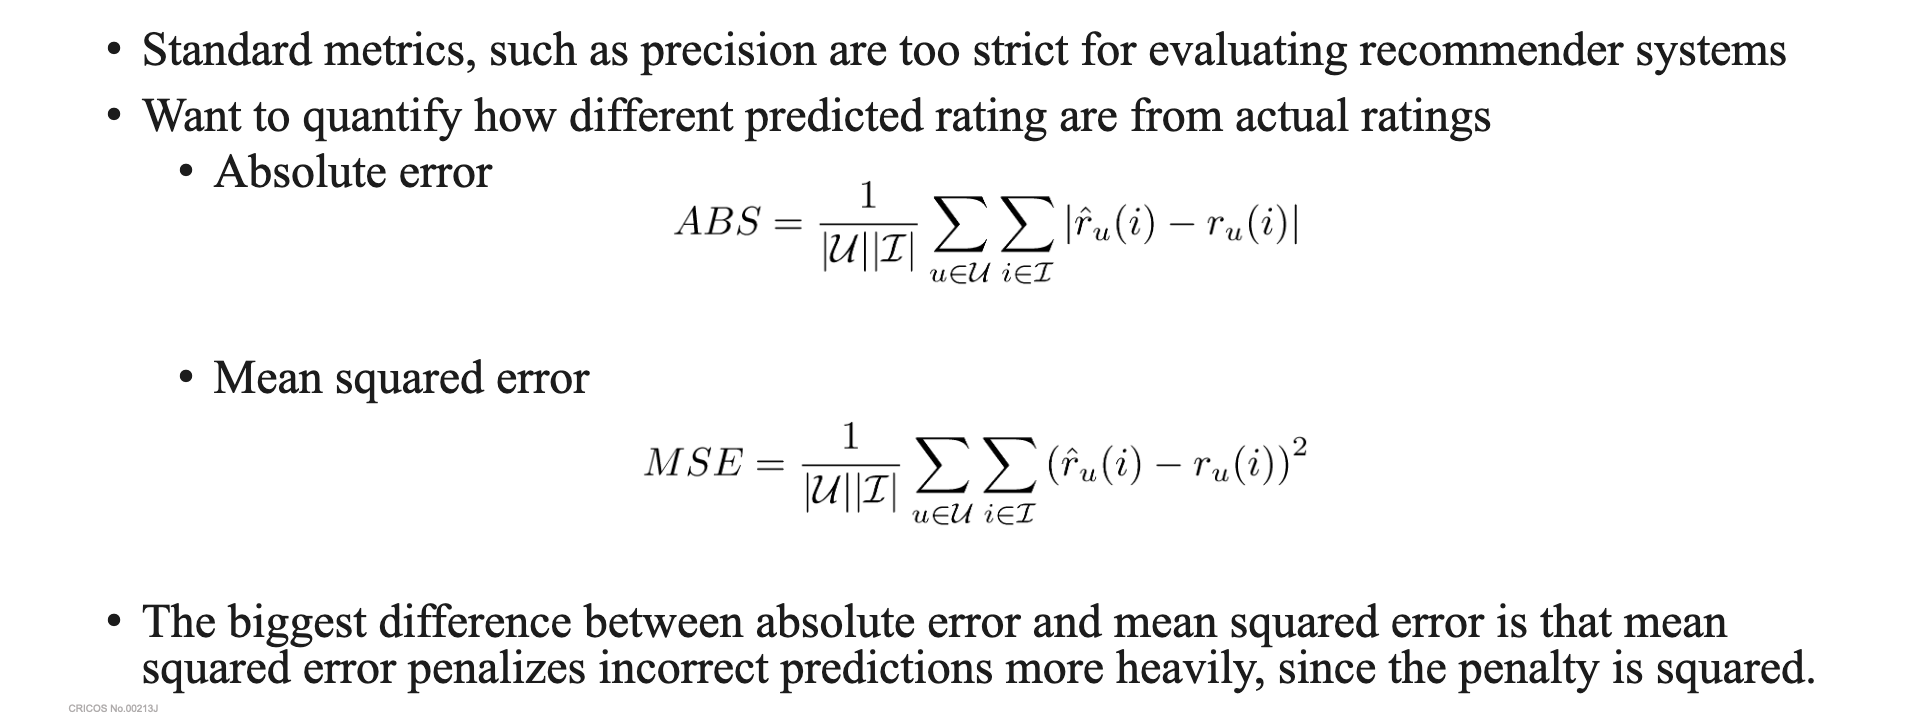 • Standard metrics, such as precision are too strict for evaluating recommender systems
• Want to quantify how different predicted rating are from actual ratings
• Absolute error
ABS = \frac{1}{|\mathcal{U}||\mathcal{I}|} \sum_{u \in \mathcal{U}} \sum_{i \in \mathcal{I}} |\hat{r}_u(i) - r_u(i)|
• Mean squared error
MSE = \frac{1}{|\mathcal{U}||\mathcal{I}|} \sum_{u \in \mathcal{U}} \sum_{i \in \mathcal{I}} (\hat{r}_u(i) - r_u(i))^2
• The biggest difference between absolute error and mean squared error is that mean
squared error penalizes incorrect predictions more heavily, since the penalty is squared.
CRICOS No.00213J